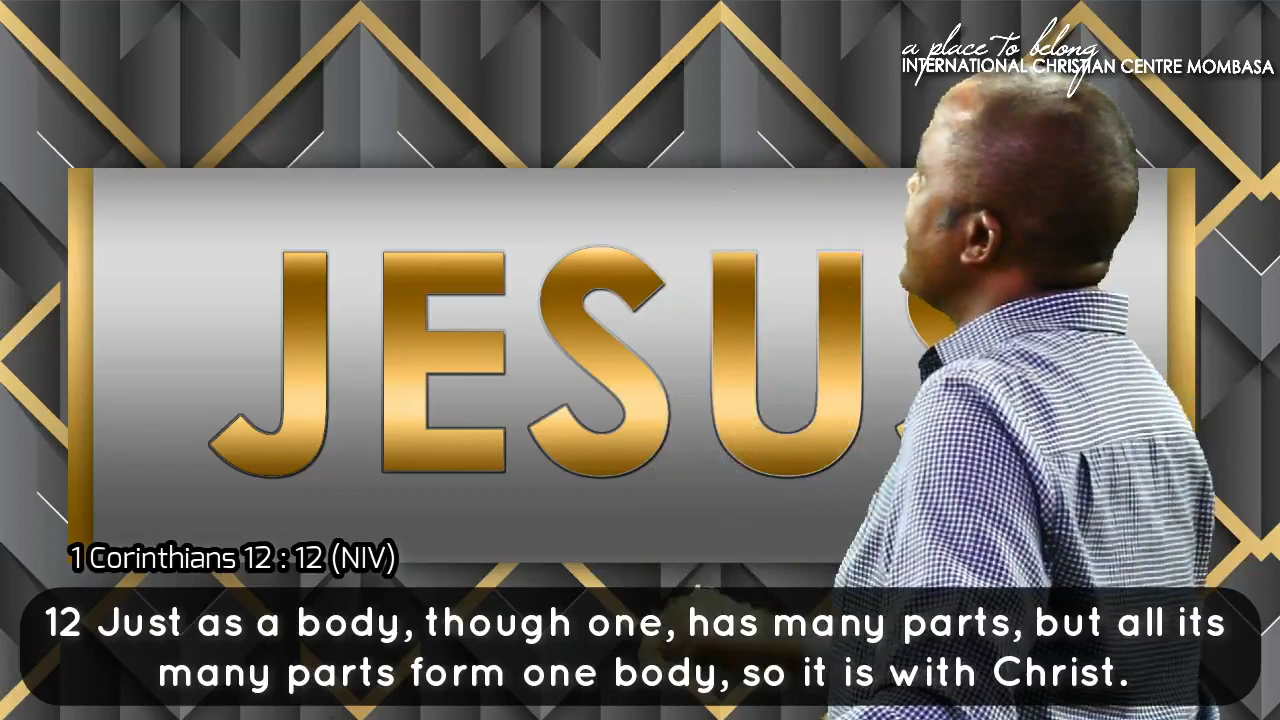 a place to belong
INTERNATIONAL CHRISTIAN CENTRE MOMBASA
JESUS
1 Corinthians 12 : 12 (NIV)
12 Just as a body, though one, has many parts, but all its
many parts form one body, so it is with Christ.